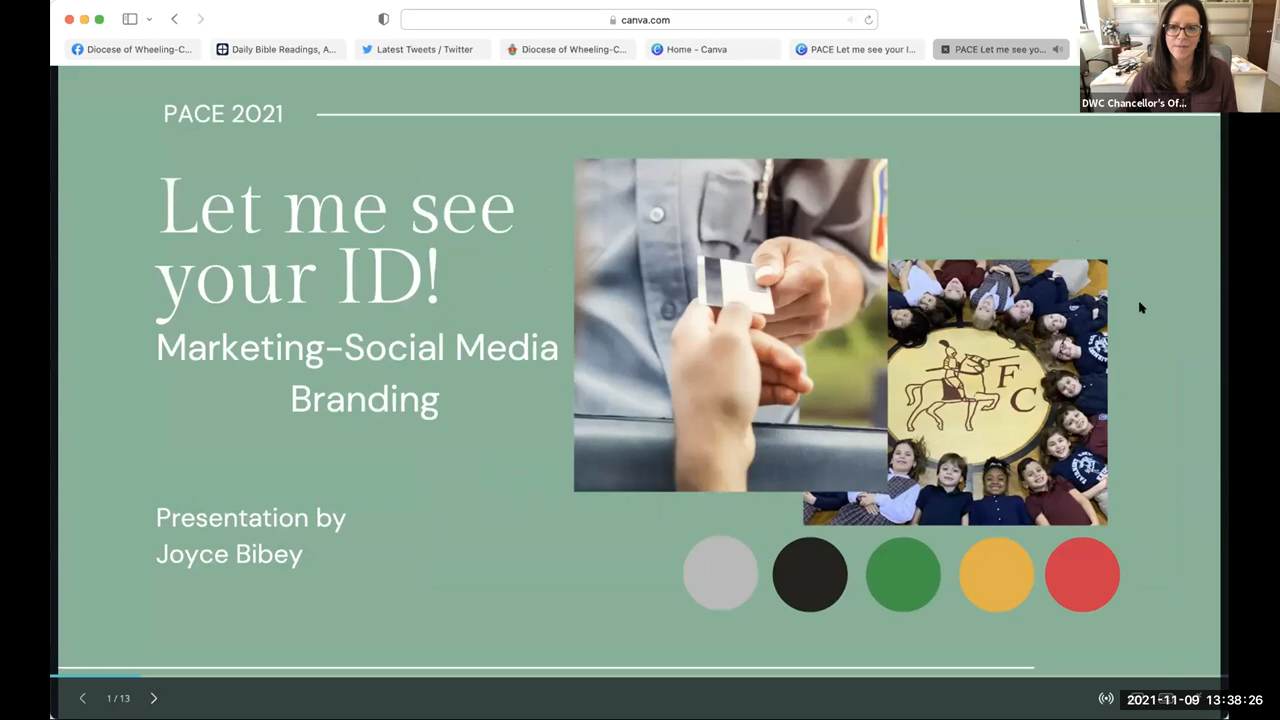 canva.com
Diocese of Wheeling-C...
Daily Bible Readings, A...
Latest Tweets / Twitter
Diocese of Wheeling-C...
Home - Canva
PACE Let me see your I...
PACE Let me see yo...
DWC Chancellor's Of...
PACE 2021
Let me see
your ID!
Marketing-Social Media
Branding
F
C
Presentation by
Joyce Bibey
1 / 13
2021-11-09 13:38:26